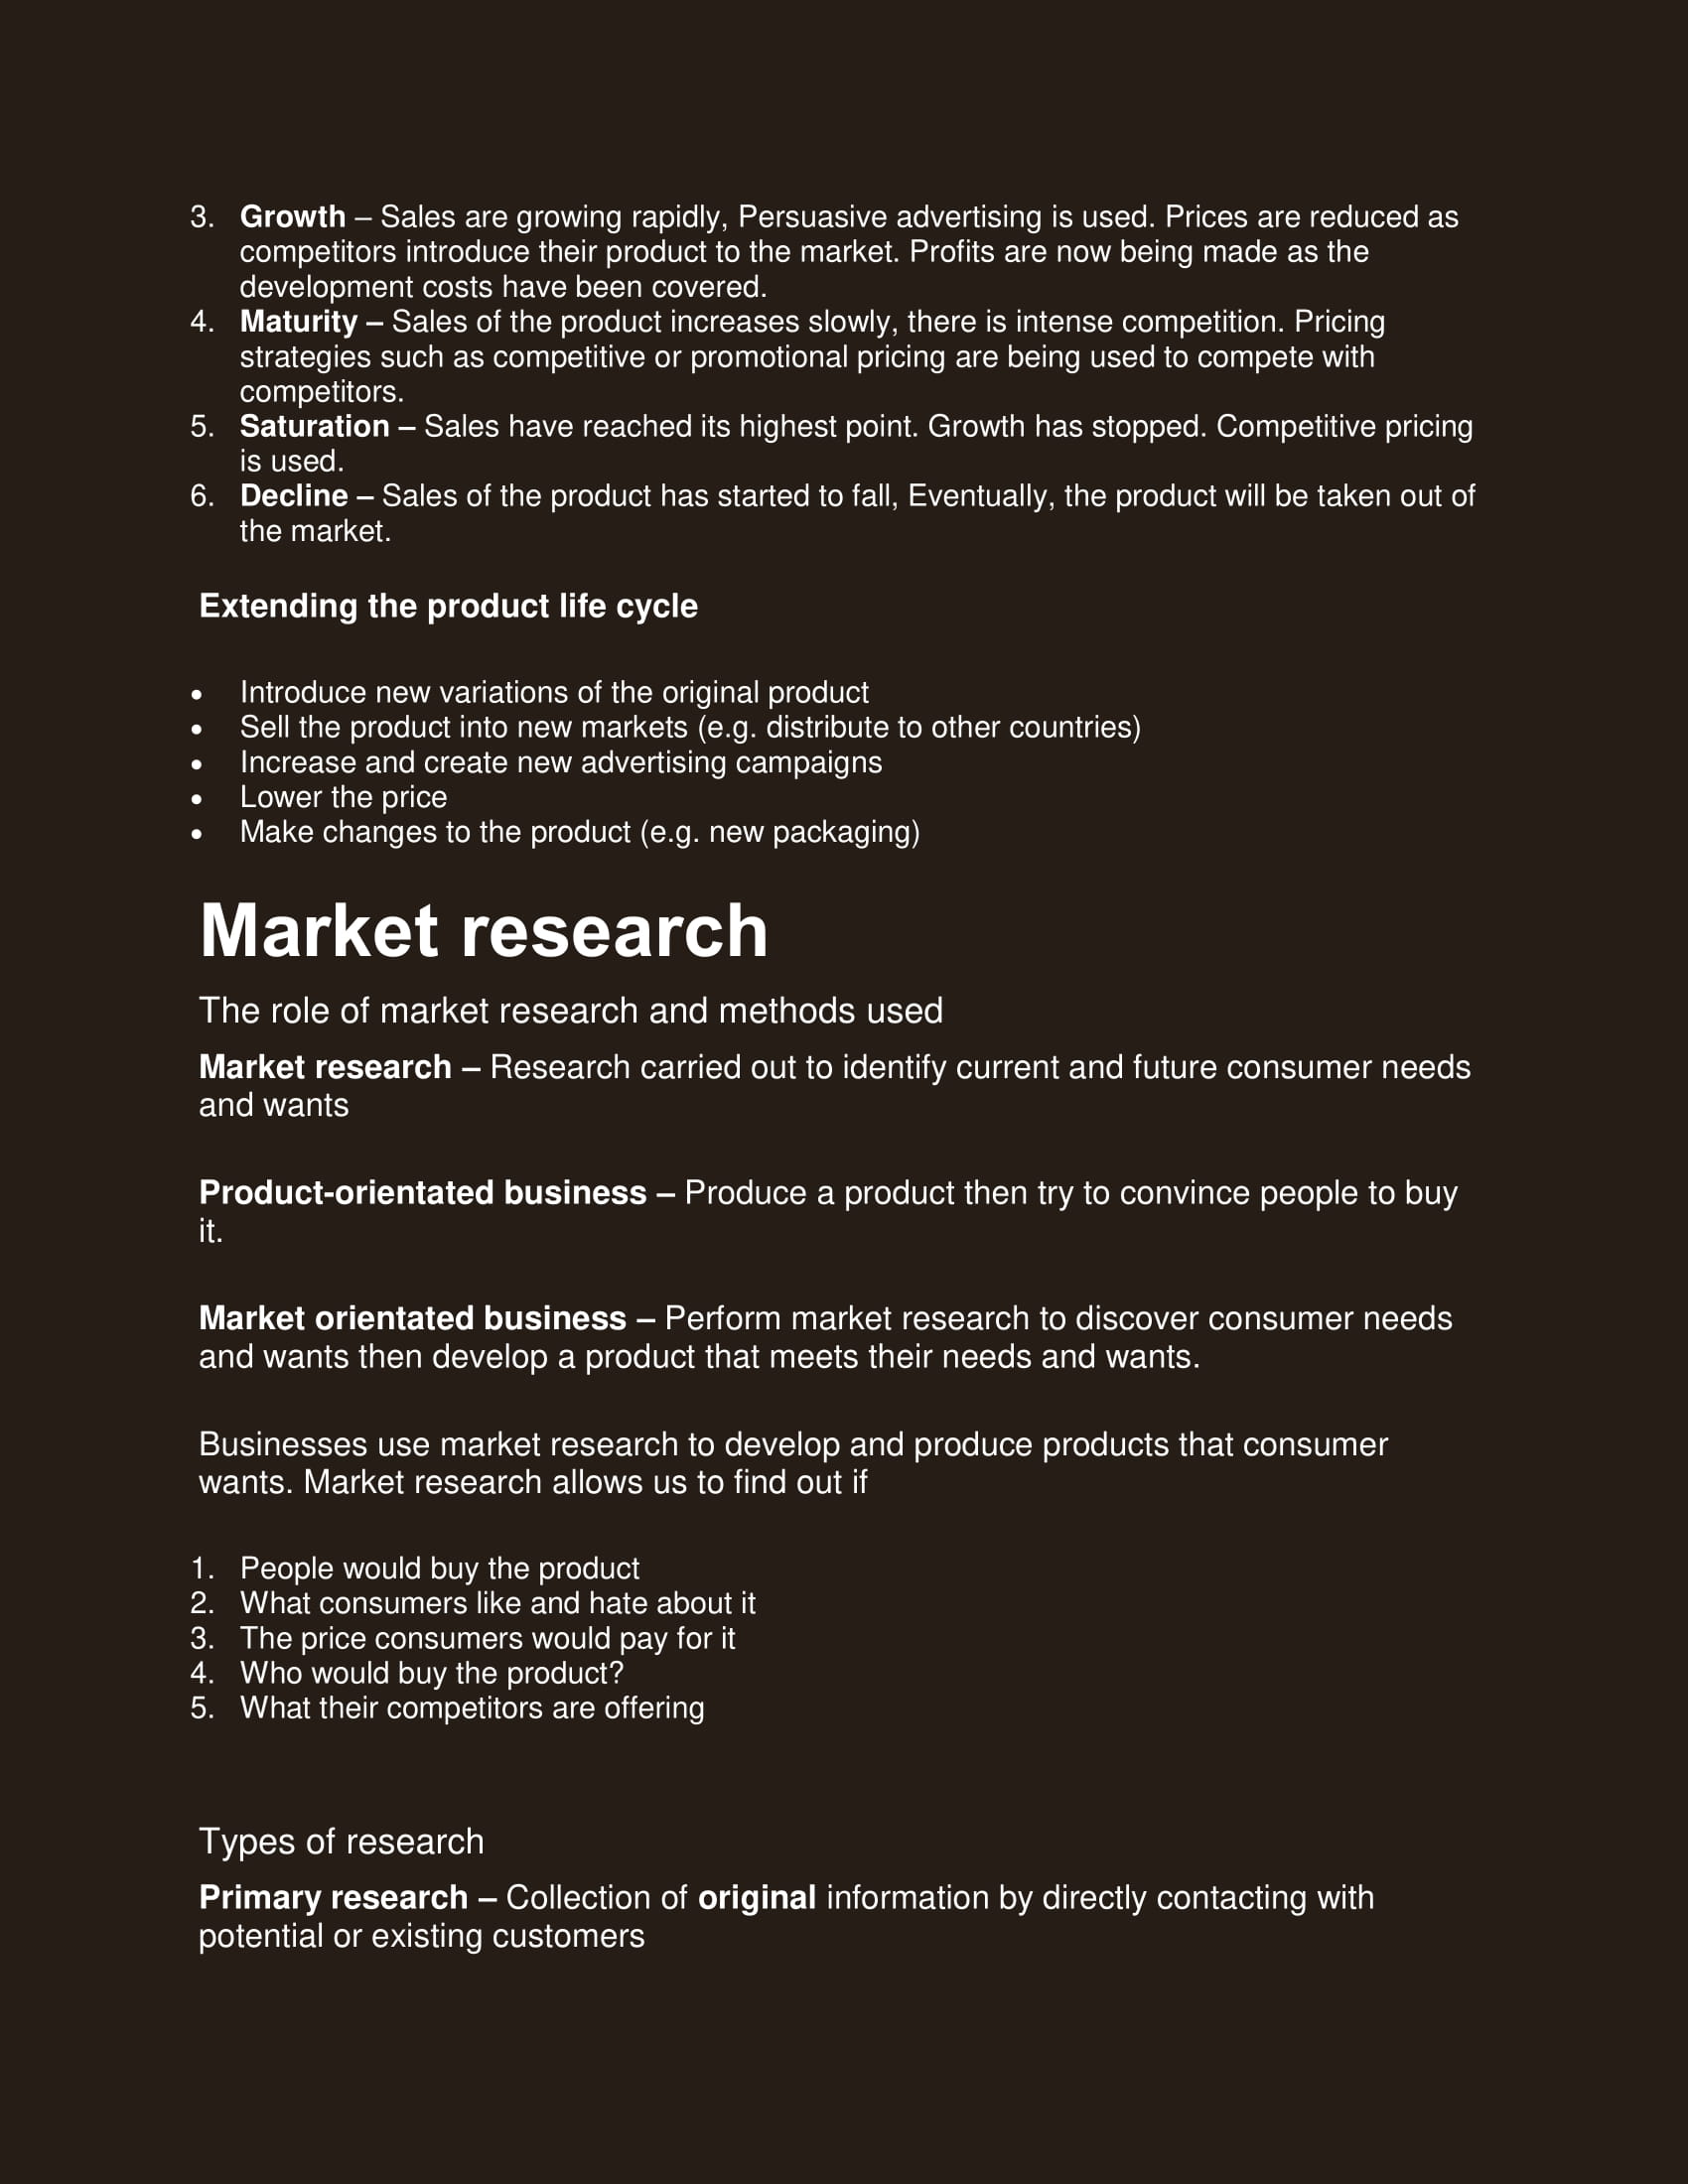 3. Growth – Sales are growing rapidly, Persuasive advertising is used. Prices are reduced as
competitors introduce their product to the market. Profits are now being made as the
development costs have been covered.
4. Maturity – Sales of the product increases slowly, there is intense competition. Pricing
strategies such as competitive or promotional pricing are being used to compete with
competitors.
5. Saturation – Sales have reached its highest point. Growth has stopped. Competitive pricing
is used.
6. Decline – Sales of the product has started to fall, Eventually, the product will be taken out of
the market.
Extending the product life cycle
• Introduce new variations of the original product
• Sell the product into new markets (e.g. distribute to other countries)
• Increase and create new advertising campaigns
• Lower the price
• Make changes to the product (e.g. new packaging)
Market research
The role of market research and methods used
Market research – Research carried out to identify current and future consumer needs
and wants
Product-orientated business – Produce a product then try to convince people to buy
it.
Market orientated business – Perform market research to discover consumer needs
and wants then develop a product that meets their needs and wants.
Businesses use market research to develop and produce products that consumer
wants. Market research allows us to find out if
1. People would buy the product
2. What consumers like and hate about it
3. The price consumers would pay for it
4. Who would buy the product?
5. What their competitors are offering
Types of research
Primary research – Collection of original information by directly contacting with
potential or existing customers